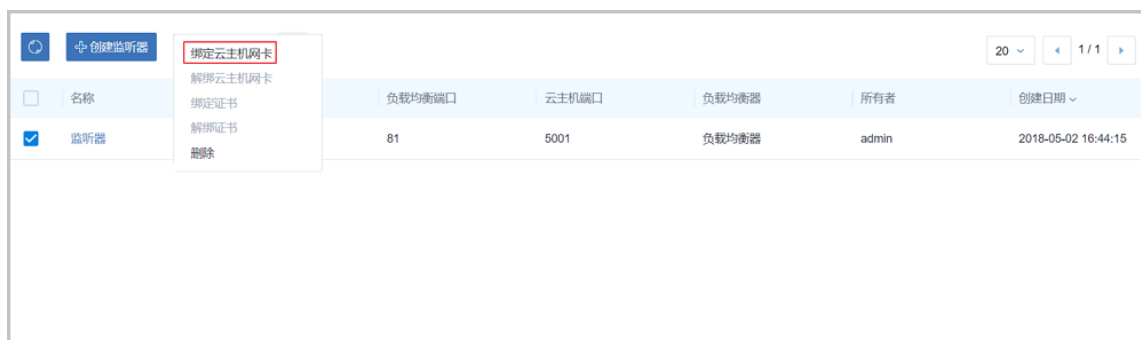 创建监听器
绑定云主机网卡
解绑云主机网卡
绑定证书
解绑证书
删除
20
1 / 1
名称
负载均衡端口
云主机端口
负载均衡器
所有者
创建日期
监听器
81
5001
负载均衡器
admin
2018-05-02 16:44:15